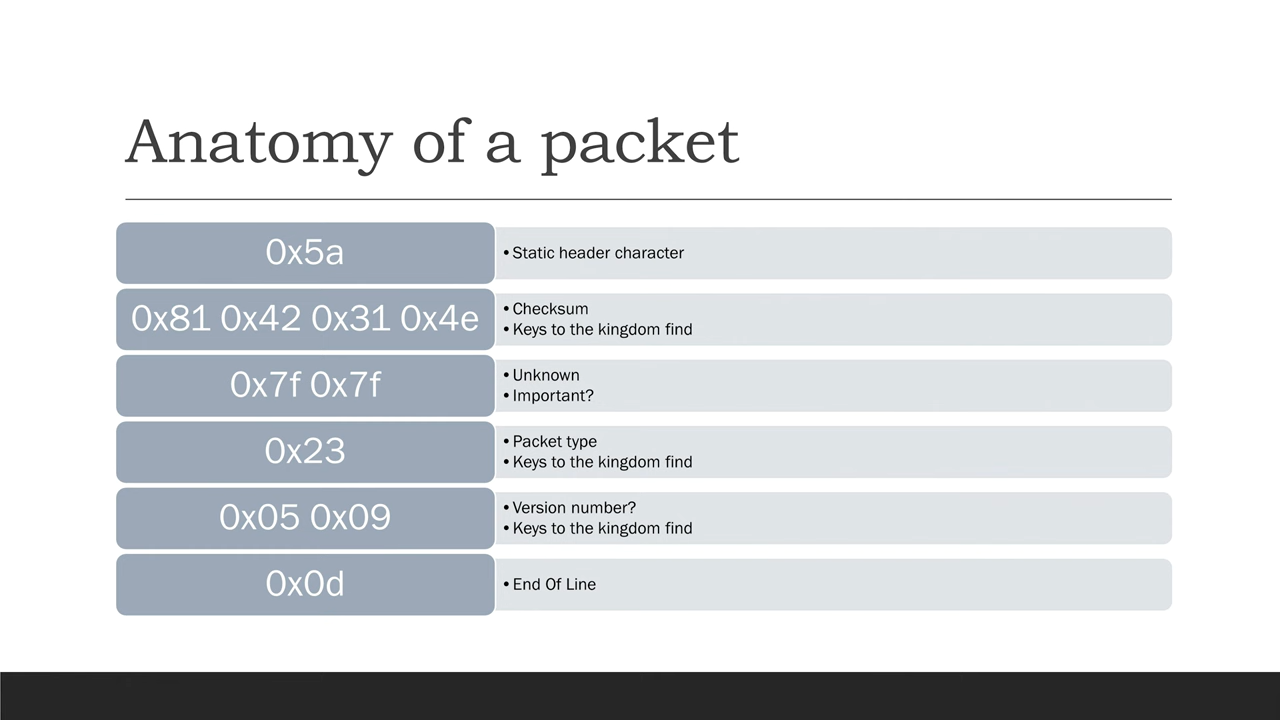 Anatomy of a packet
0x5a
• Static header character
0x81 0x42 0x31 0x4e
• Checksum
• Keys to the kingdom find
0x7f 0x7f
• Unknown
• Important?
0x23
• Packet type
• Keys to the kingdom find
0x05 0x09
• Version number?
• Keys to the kingdom find
0x0d
• End Of Line